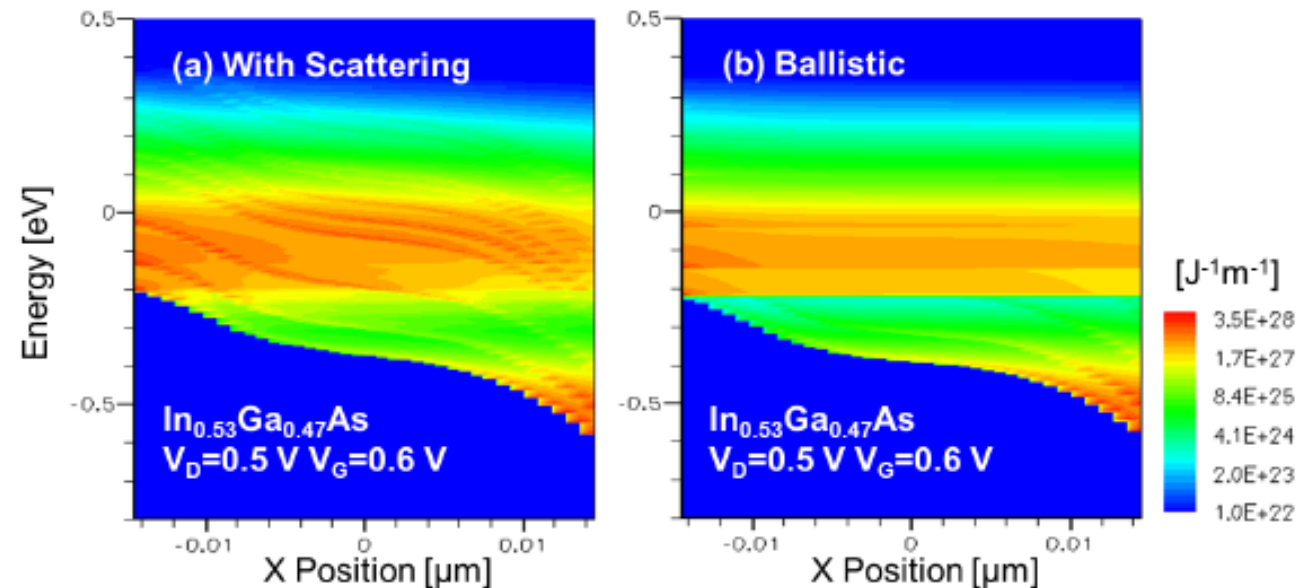 (a) With Scattering
(b) Ballistic
0.5
0
-0.5
Energy [eV]
In0.53Ga0.47As
VD=0.5 V VG=0.6 V
-0.01
0
0.01
X Position [µm]
0.5
0
-0.5
In0.53Ga0.47As
VD=0.5 V VG=0.6 V
-0.01
0
0.01
X Position [µm]
[J-1m-1]
3.5E+28
1.7E+27
8.4E+25
4.1E+24
2.0E+23
1.0E+22